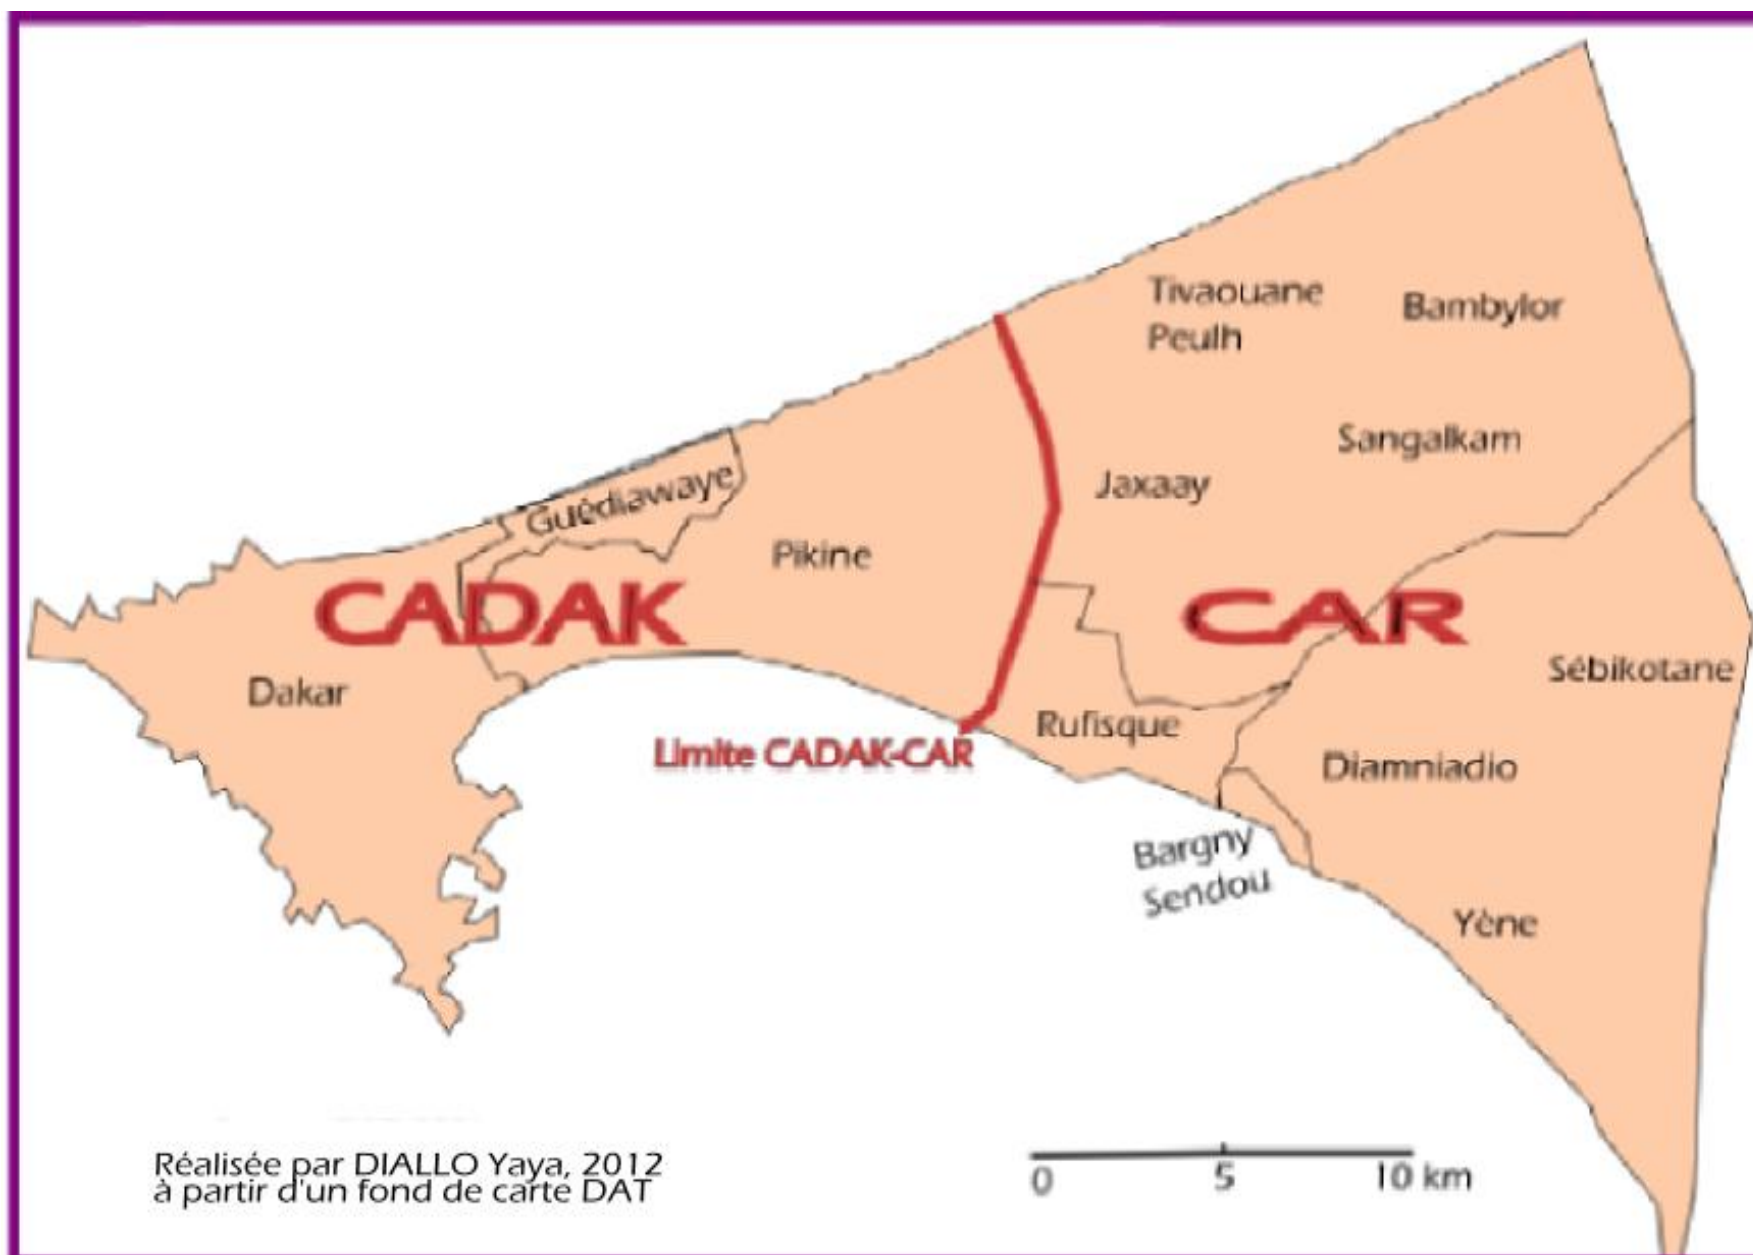 Tivaouane
Peulh
Bambylor
Sangalkam
Jaxaay
Guédiawaye
Pikine
CADAK
CAR
Dakar
Sébikotane
Rufisque
Limite CADAK-CAR
Diamniadio
Bargny
Sendou
Yène
Réalisée par DIALLO Yaya, 2012
à partir d'un fond de carte DAT
0 5 10 km